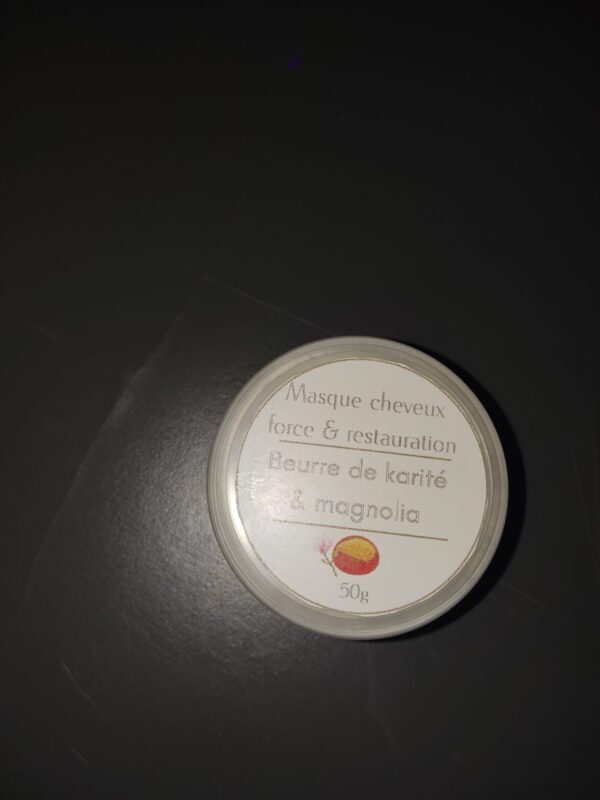 Masque cheveux
force & restauration
Beurre de karité
& magnolia
50g